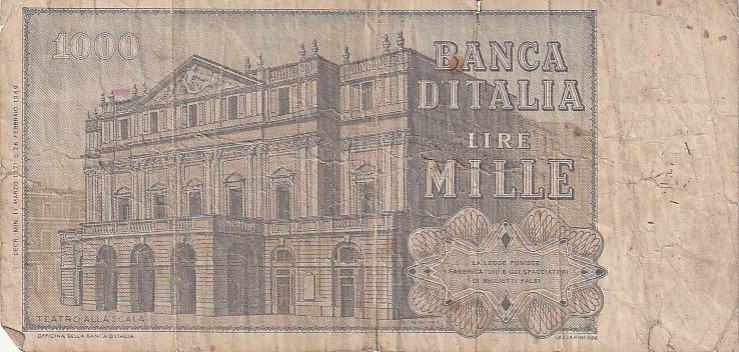 1000
BANCA
D'ITALIA
LIRE
MILLE
LA LEGGE PUNISCE
I FABBRICATORI E GLI SPACCIATORI
DI BIGLIETTI FALSI
TEATRO ALLA SCALA
OFFICINA DELLA BANCA D'ITALIA